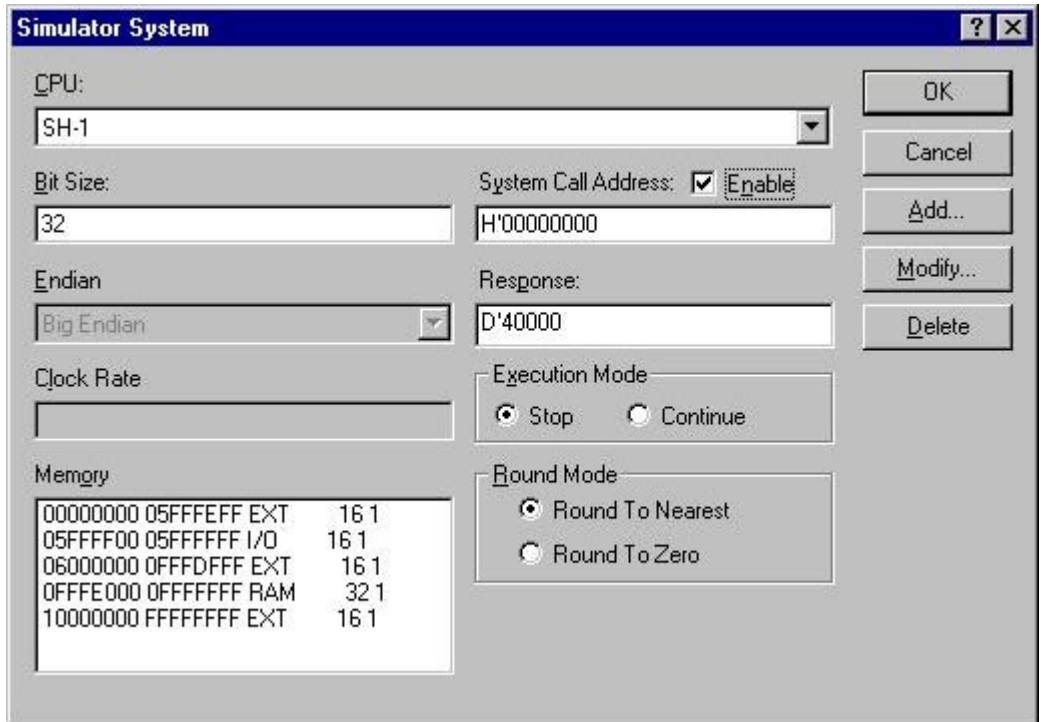 Simulator System
CPU:
SH-1
Bit Size:
32
System Call Address: Enable
H'00000000
Endian
Big Endian
Response:
D'40000
Clock Rate
Execution Mode
Stop Continue
Memory
00000000 05FFFEFF EXT 16 1
05FFFF00 05FFFFFF I/O 16 1
06000000 0FFFDFFF EXT 16 1
0FFFE000 0FFFFFFF RAM 32 1
10000000 FFFFFFFF EXT 16 1
Round Mode
Round To Nearest
Round To Zero
OK
Cancel
Add...
Modify...
Delete